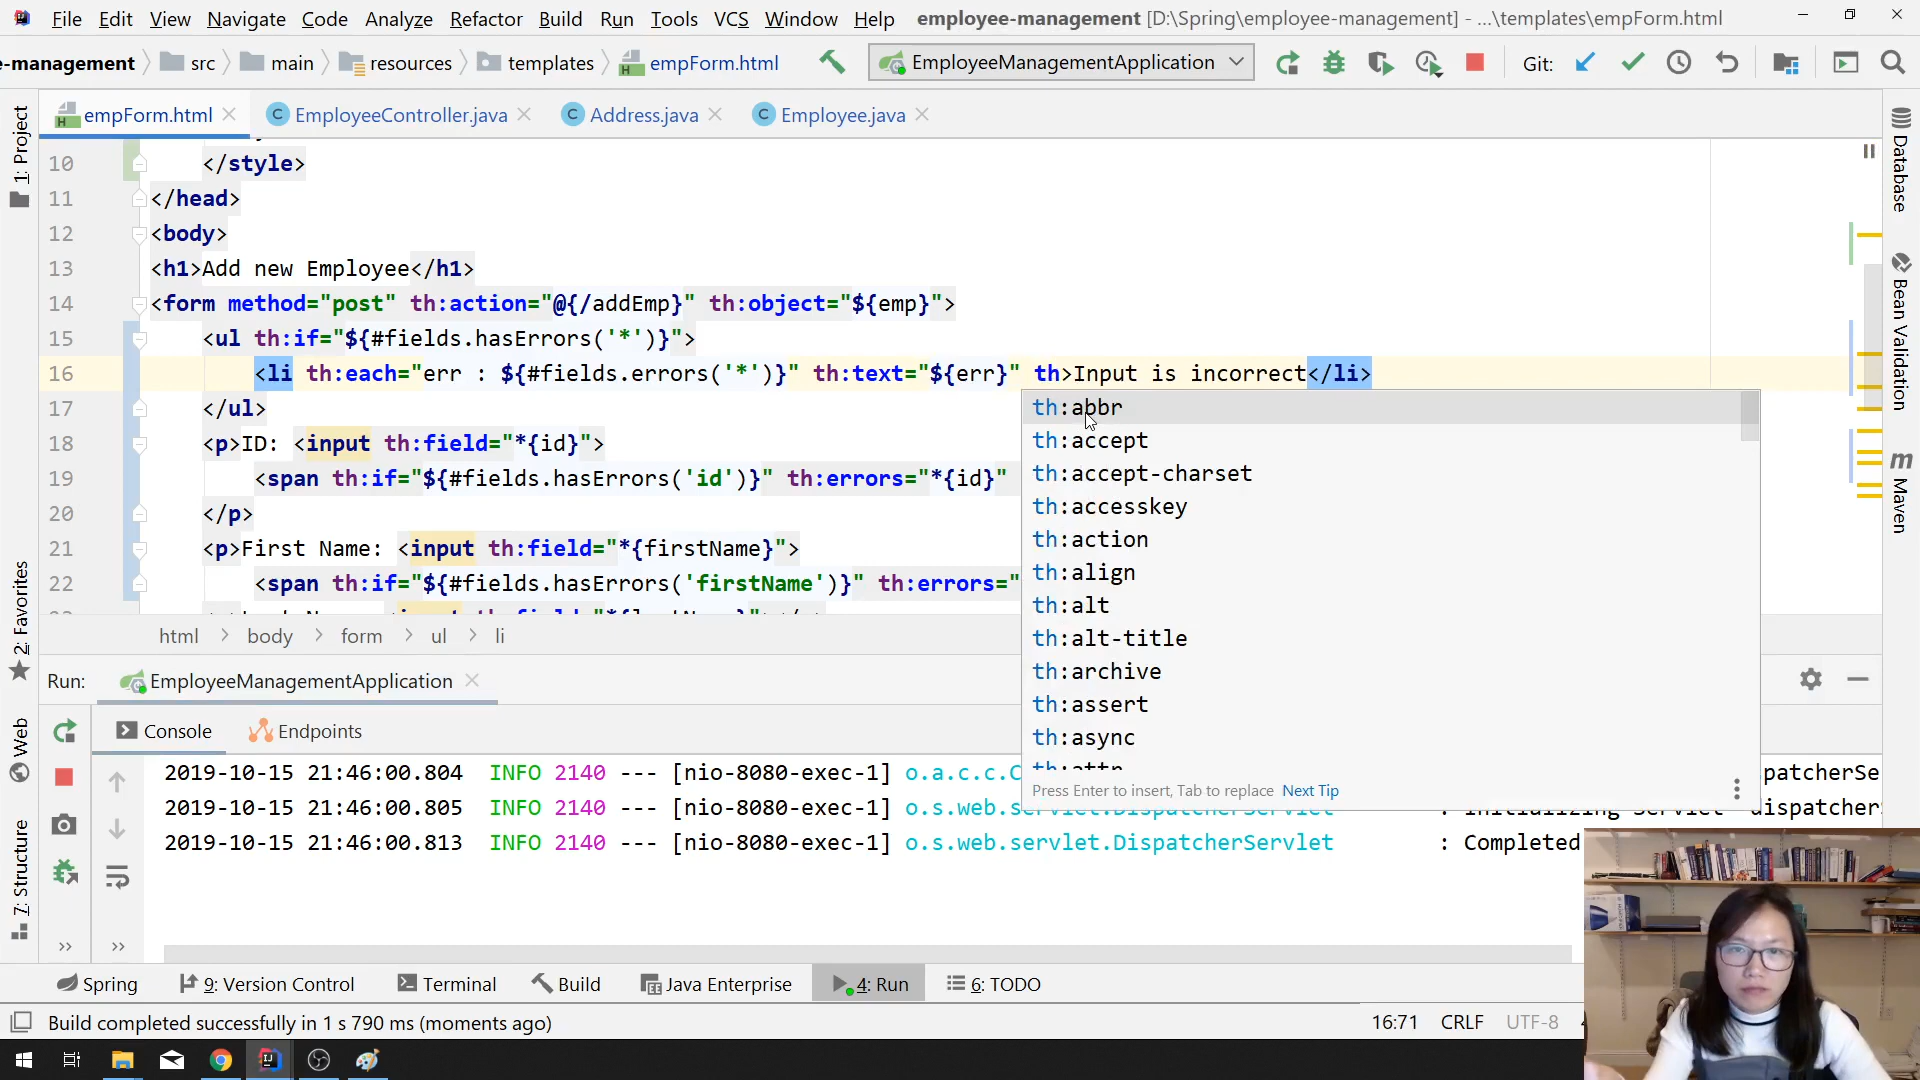 File Edit View Navigate Code Analyze Refactor Build Run Tools VCS Window Help employee-management [D:\Spring\employee-management] - ...\templates\empForm.html
e-management src main resources templates empForm.html EmployeeManagementApplication Git:
empForm.html EmployeeController.java Address.java Employee.java
1: Project
2: Favorites
Web
7: Structure
Database
Bean Validation
Maven
10 </style>
11 </head>
12 <body>
13 <h1>Add new Employee</h1>
14 <form method="post" th:action="@{/addEmp}" th:object="${emp}">
15 <ul th:if="${#fields.hasErrors('*')}">
16 <li th:each="err : ${#fields.errors('*')}" th:text="${err}" th>Input is incorrect</li>
17 </ul>
18 <p>ID: <input th:field="*{id}">
19 <span th:if="${#fields.hasErrors('id')}" th:errors="*{id}"
20 </p>
21 <p>First Name: <input th:field="*{firstName}">
22 <span th:if="${#fields.hasErrors('firstName')}" th:errors="
th:abbr
th:accept
th:accept-charset
th:accesskey
th:action
th:align
th:alt
th:alt-title
th:archive
th:assert
th:async
th:attr
Press Enter to insert, Tab to replace Next Tip
html body form ul li
Run: EmployeeManagementApplication
Console Endpoints
2019-10-15 21:46:00.804 INFO 2140 --- [nio-8080-exec-1] o.a.c.c.C patcherSe
2019-10-15 21:46:00.805 INFO 2140 --- [nio-8080-exec-1] o.s.web.servlet.DispatcherServlet : Initializing Servlet 'dispatchers
2019-10-15 21:46:00.813 INFO 2140 --- [nio-8080-exec-1] o.s.web.servlet.DispatcherServlet : Completed
Spring 9: Version Control Terminal Build Java Enterprise 4: Run 6: TODO
Build completed successfully in 1 s 790 ms (moments ago) 16:71 CRLF UTF-8